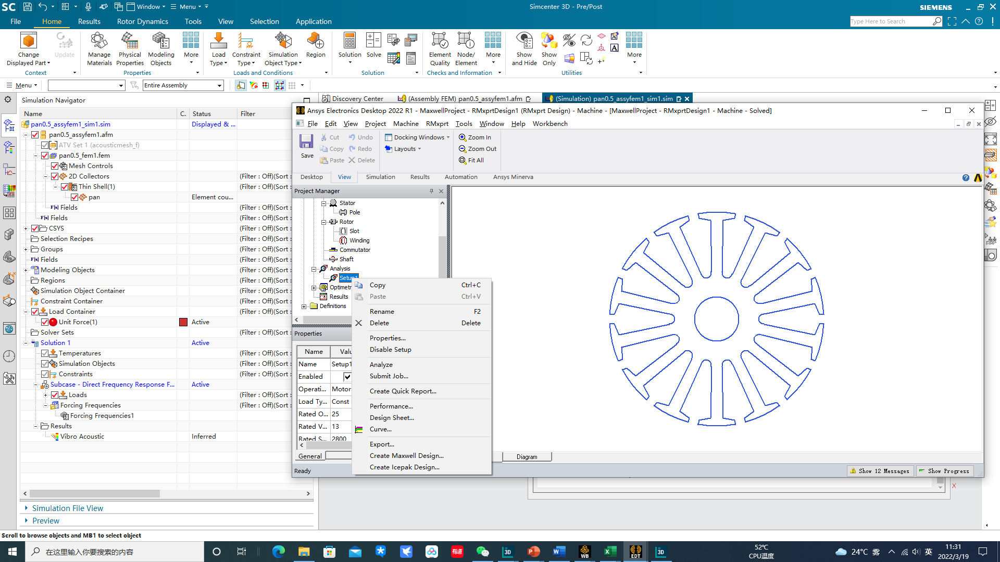 SC Window Menu Simcenter 3D - Pre/Post SIEMENS
File Home Results Rotor Dynamics Tools View Selection Application Type Here to Search
Change Displayed Part
Update
Context
Manage Materials
Physical Properties
Modeling Objects
More
Properties
Load Type
Constraint Type
Simulation Object Type
Region
Loads and Conditions
Solution
Solve
Solution
Element Quality
Node/ Element
More
Checks and Information
Show and Hide
Show Only
More
Utilities
Menu Entire Assembly
Simulation Navigator
Discovery Center (Assembly FEM) pan0.5_assyfem1.afm (Simulation) pan0.5_assyfem1_sim1.sim
Name C. Status Filter
pan0.5_assyfem1_sim1.sim Displayed & ...
pan0.5_assyfem1.afm
ATV Set 1 (acousticmesh_f)
pan0.5_fem1.fem
Mesh Controls
2D Collectors (Filter : Off)(Sort :
Thin Shell(1) (Filter : Off)(Sort :
pan Element cou...
Fields (Filter : Off)(Sort :
Fields (Filter : Off)(Sort :
CSYS (Filter : Off)(Sort :
Selection Recipes (Filter : Off)(Sort :
Groups (Filter : Off)(Sort :
Fields (Filter : Off)(Sort :
Modeling Objects (Filter : Off)(Sort :
Regions (Filter : Off)(Sort :
Simulation Object Container (Filter : Off)(Sort :
Constraint Container (Filter : Off)(Sort :
Load Container (Filter : Off)(Sort :
Unit Force(1) Active
Solver Sets (Filter : Off)(Sort :
Solution 1 Active
Temperatures (Filter : Off)(Sort :
Simulation Objects (Filter : Off)(Sort :
Constraints (Filter : Off)(Sort :
Subcase - Direct Frequency Response F... Active
Loads (Filter : Off)(Sort :
Forcing Frequencies (Filter : Off)(Sort :
Forcing Frequencies1
Results
Vibro Acoustic Inferred
Simulation File View
Preview
Scroll to browse objects and MB1 to select object
Ansys Electronics Desktop 2022 R1 - MaxwellProject - RMxprtDesign1 (RMxprt Design) - Machine - [MaxwellProject - RMxprtDesign1 - Machine - Solved]
File Edit View Project Machine RMxprt Tools Window Help Workbench
Save
Cut Undo
Copy Redo
Paste Delete
Docking Windows
Layouts
Zoom In
Zoom Out
Fit All
Desktop View Simulation Results Automation Ansys Minerva
Project Manager
Stator
Pole
Rotor
Slot
Winding
Commutator
Shaft
Analysis
Setup1
Optimetr
Results
Definitions
Properties
Name Valu
Name Setup1
Enabled
Operati... Motor
Load Ty... Const
Rated O... 25
Rated V... 13
Rated S... 2800
General
Ready
Copy Ctrl+C
Paste Ctrl+V
Rename F2
Delete Delete
Properties...
Disable Setup
Analyze
Submit Job...
Create Quick Report...
Performance...
Design Sheet...
Curve...
Export...
Create Maxwell Design...
Create Icepak Design...
Diagram
Show 12 Messages Show Progress
X
在这里输入你要搜索的内容
有道
3D
WB
EDT
3D
52℃
CPU温度
24°C 雾
英
11:31
2022/3/19